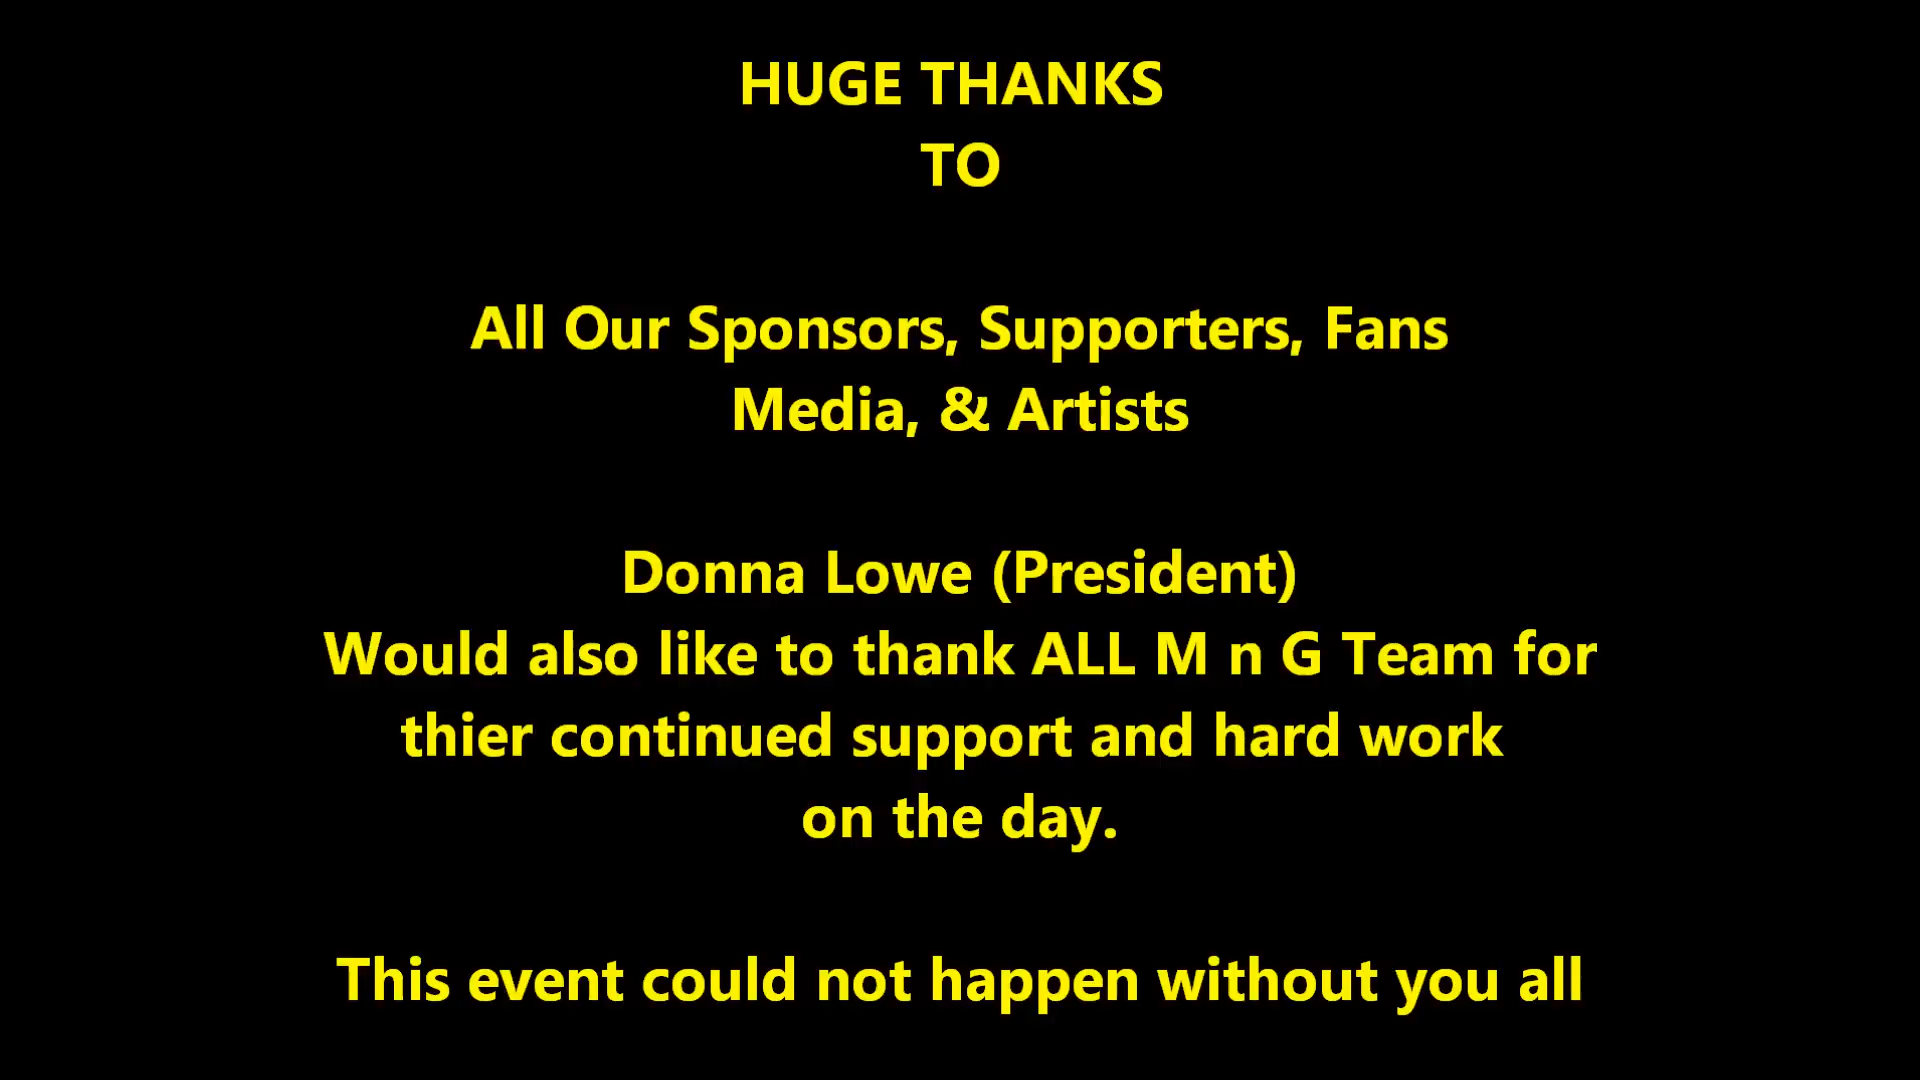 HUGE THANKS
TO
All Our Sponsors, Supporters, Fans
Media, & Artists
Donna Lowe (President)
Would also like to thank ALL M n G Team for
thier continued support and hard work
on the day.
This event could not happen without you all